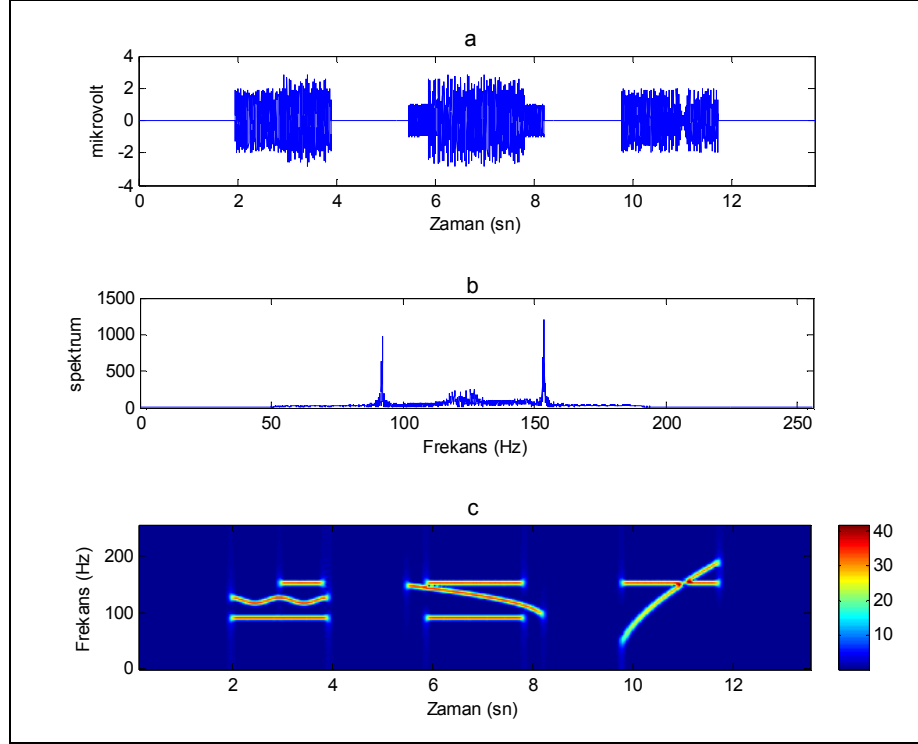 a
4
2
0
-2
-4
mikrovolt
0 2 4 6 8 10 12
Zaman (sn)
b
1500
1000
500
0
spektrum
0 50 100 150 200 250
Frekans (Hz)
c
200
100
0
Frekans (Hz)
2 4 6 8 10 12
Zaman (sn)
40
30
20
10